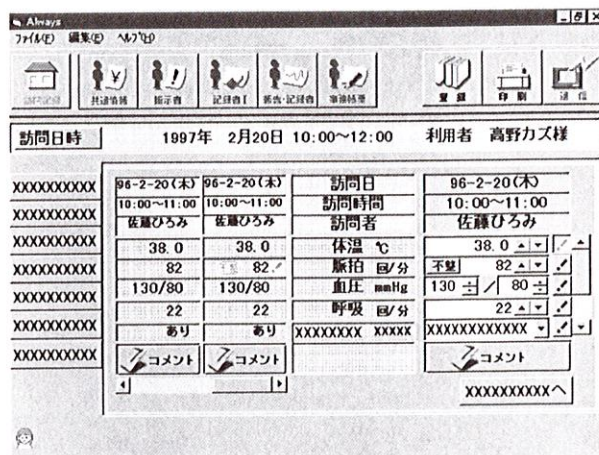 Always
ファイル(F) 編集(E) ヘルプ(H)
共通情報 指示書 記録書Ⅰ 報告・記録書 事務帳票 登録 印刷 送信
訪問日時 1997年 2月20日 10:00～12:00 利用者 高野カズ様
XXXXXXXXXX
XXXXXXXXXX
XXXXXXXXXX
XXXXXXXXXX
XXXXXXXXXX
XXXXXXXXXX
XXXXXXXXXX
96-2-20(木) 96-2-20(木) 訪問日 96-2-20(木)
10:00～11:00 10:00～11:00 訪問時間 10:00～11:00
佐藤ひろみ 佐藤ひろみ 訪問者 佐藤ひろみ
38.0 38.0 体温 ℃ 38.0
82 82 脈拍 回/分 不整 82
130/80 130/80 血圧 mmHg 130 / 80
22 22 呼吸 回/分 22
あり あり XXXXXXXX XXXXX XXXXXXXXXXXX
コメント コメント コメント
XXXXXXXXXXへ